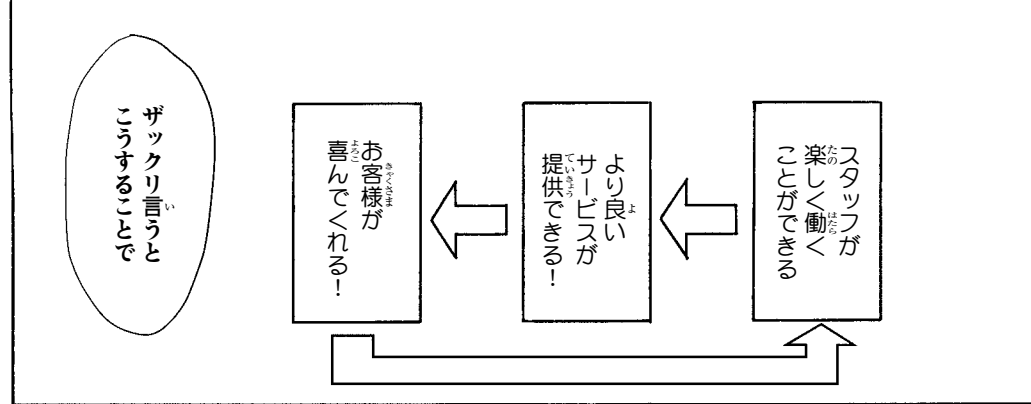 スタッフが
楽しく働く
ことができる
より良い
サービスが
提供できる！
お客様が
喜んでくれる！
ザックリ言うと
こうすることで